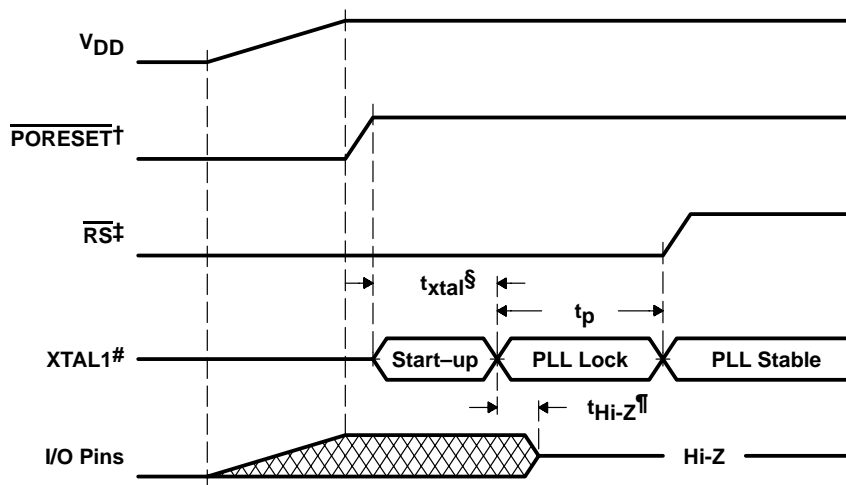 VDD
PORESET†
RS‡
txtal§
tp
XTAL1#
Start–up
PLL Lock
PLL Stable
tHi-Z¶
I/O Pins
Hi-Z